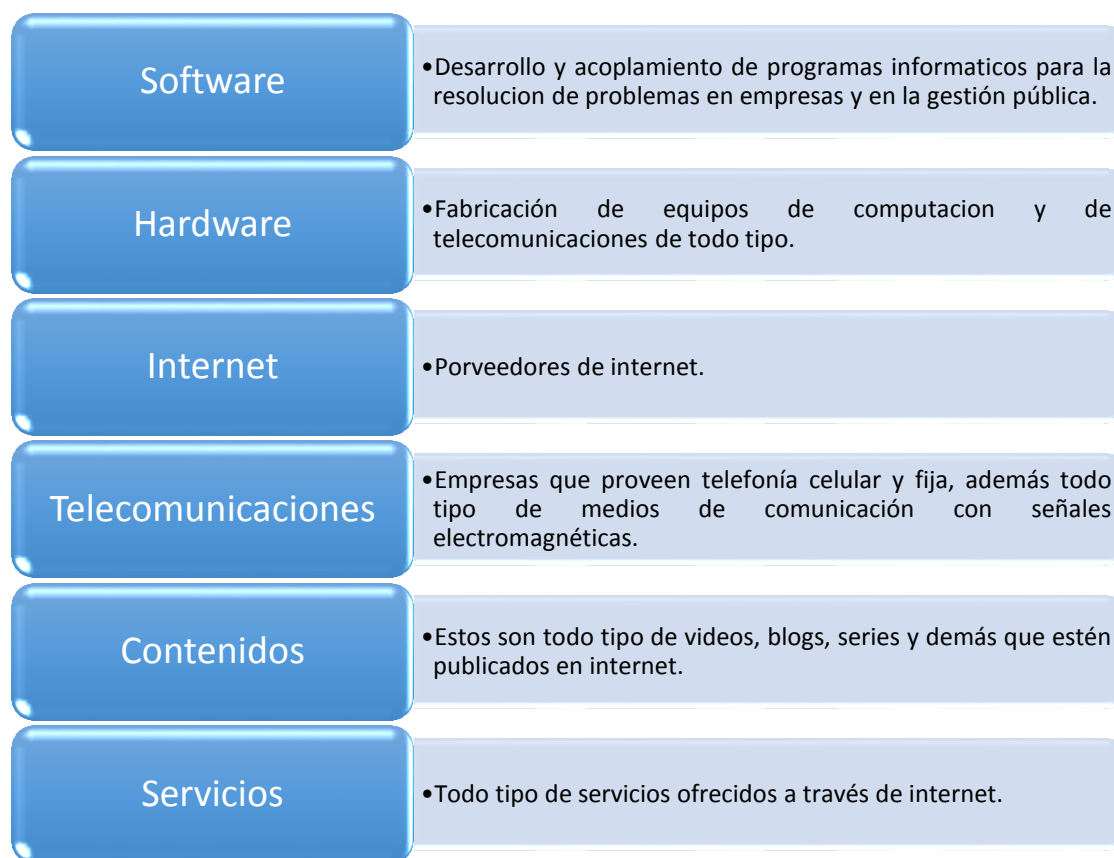 Software
•Desarrollo y acoplamiento de programas informaticos para la
resolucion de problemas en empresas y en la gestión pública.
Hardware
•Fabricación de equipos de computacion y de
telecomunicaciones de todo tipo.
Internet
•Porveedores de internet.
Telecomunicaciones
•Empresas que proveen telefonía celular y fija, además todo
tipo de medios de comunicación con señales
electromagnéticas.
Contenidos
•Estos son todo tipo de videos, blogs, series y demás que estén
publicados en internet.
Servicios
•Todo tipo de servicios ofrecidos a través de internet.